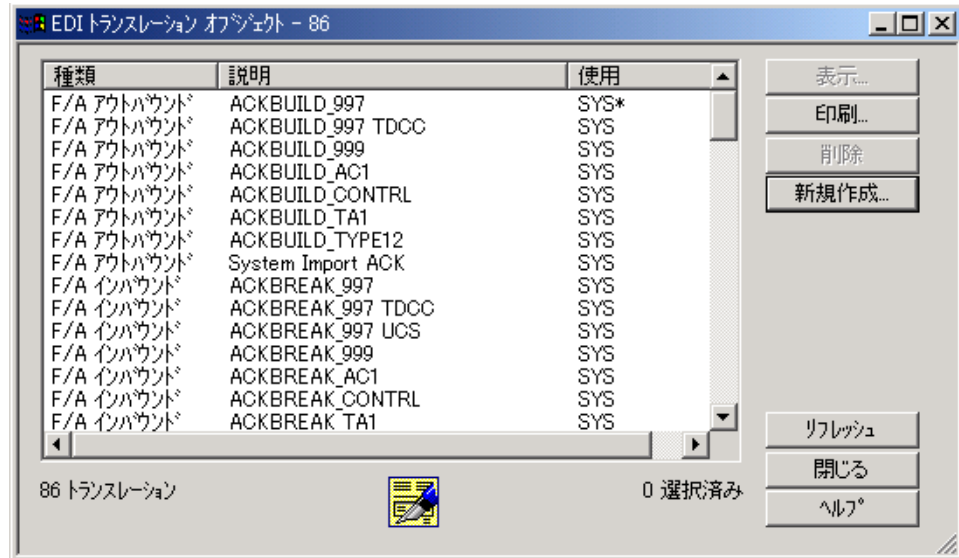 EDI トランスレーション オブジェクト - 86
種類 説明 使用
F/A アウトバウンド ACKBUILD_997 SYS*
F/A アウトバウンド ACKBUILD_997 TDCC SYS
F/A アウトバウンド ACKBUILD_999 SYS
F/A アウトバウンド ACKBUILD_AC1 SYS
F/A アウトバウンド ACKBUILD_CONTRL SYS
F/A アウトバウンド ACKBUILD_TA1 SYS
F/A アウトバウンド ACKBUILD_TYPE12 SYS
F/A アウトバウンド System Import ACK SYS
F/A インバウンド ACKBREAK_997 SYS
F/A インバウンド ACKBREAK_997 TDCC SYS
F/A インバウンド ACKBREAK_997 UCS SYS
F/A インバウンド ACKBREAK_999 SYS
F/A インバウンド ACKBREAK_AC1 SYS
F/A インバウンド ACKBREAK_CONTRL SYS
F/A インバウンド ACKBREAK_TA1 SYS
表示...
印刷...
削除
新規作成...
リフレッシュ
閉じる
ヘルプ
86 トランスレーション
0 選択済み